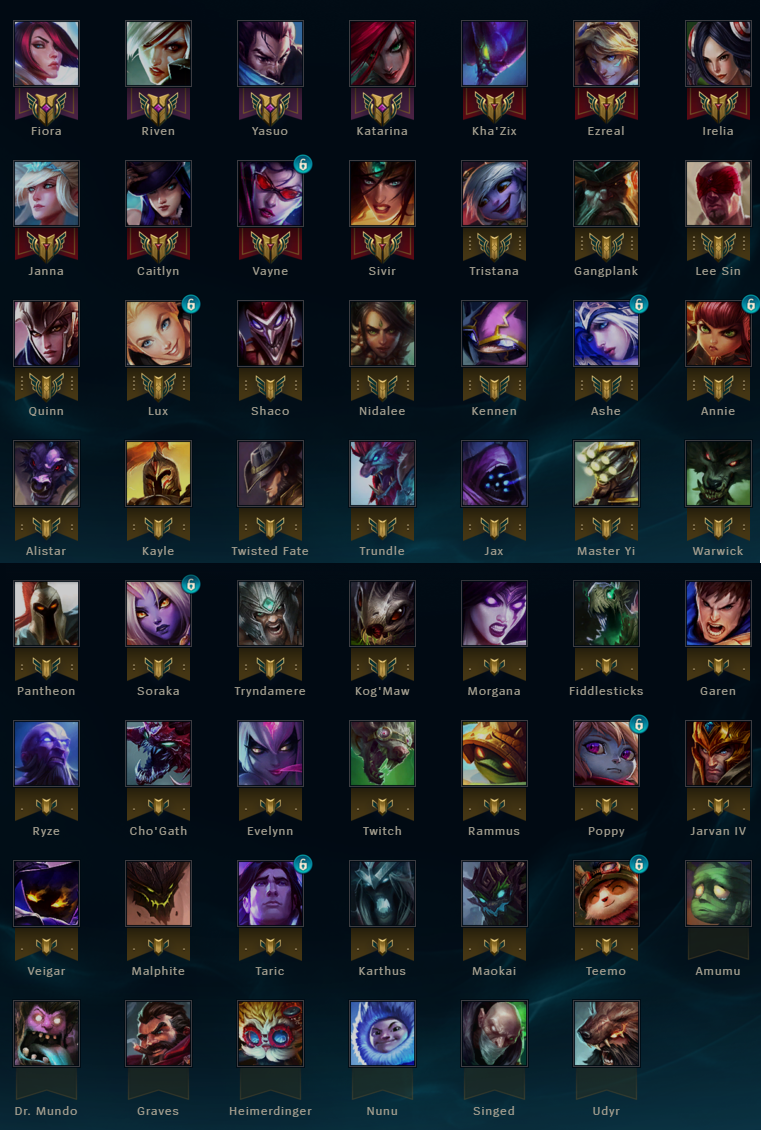 Fiora Riven Yasuo Katarina Kha'Zix Ezreal Irelia
6
Janna Caitlyn Vayne Sivir Tristana Gangplank Lee Sin
6 6 6
Quinn Lux Shaco Nidalee Kennen Ashe Annie
Alistar Kayle Twisted Fate Trundle Jax Master Yi Warwick
6
Pantheon Soraka Tryndamere Kog'Maw Morgana Fiddlesticks Garen
6
Ryze Cho'Gath Evelynn Twitch Rammus Poppy Jarvan IV
6 6
Veigar Malphite Taric Karthus Maokai Teemo Amumu
Dr. Mundo Graves Heimerdinger Nunu Singed Udyr